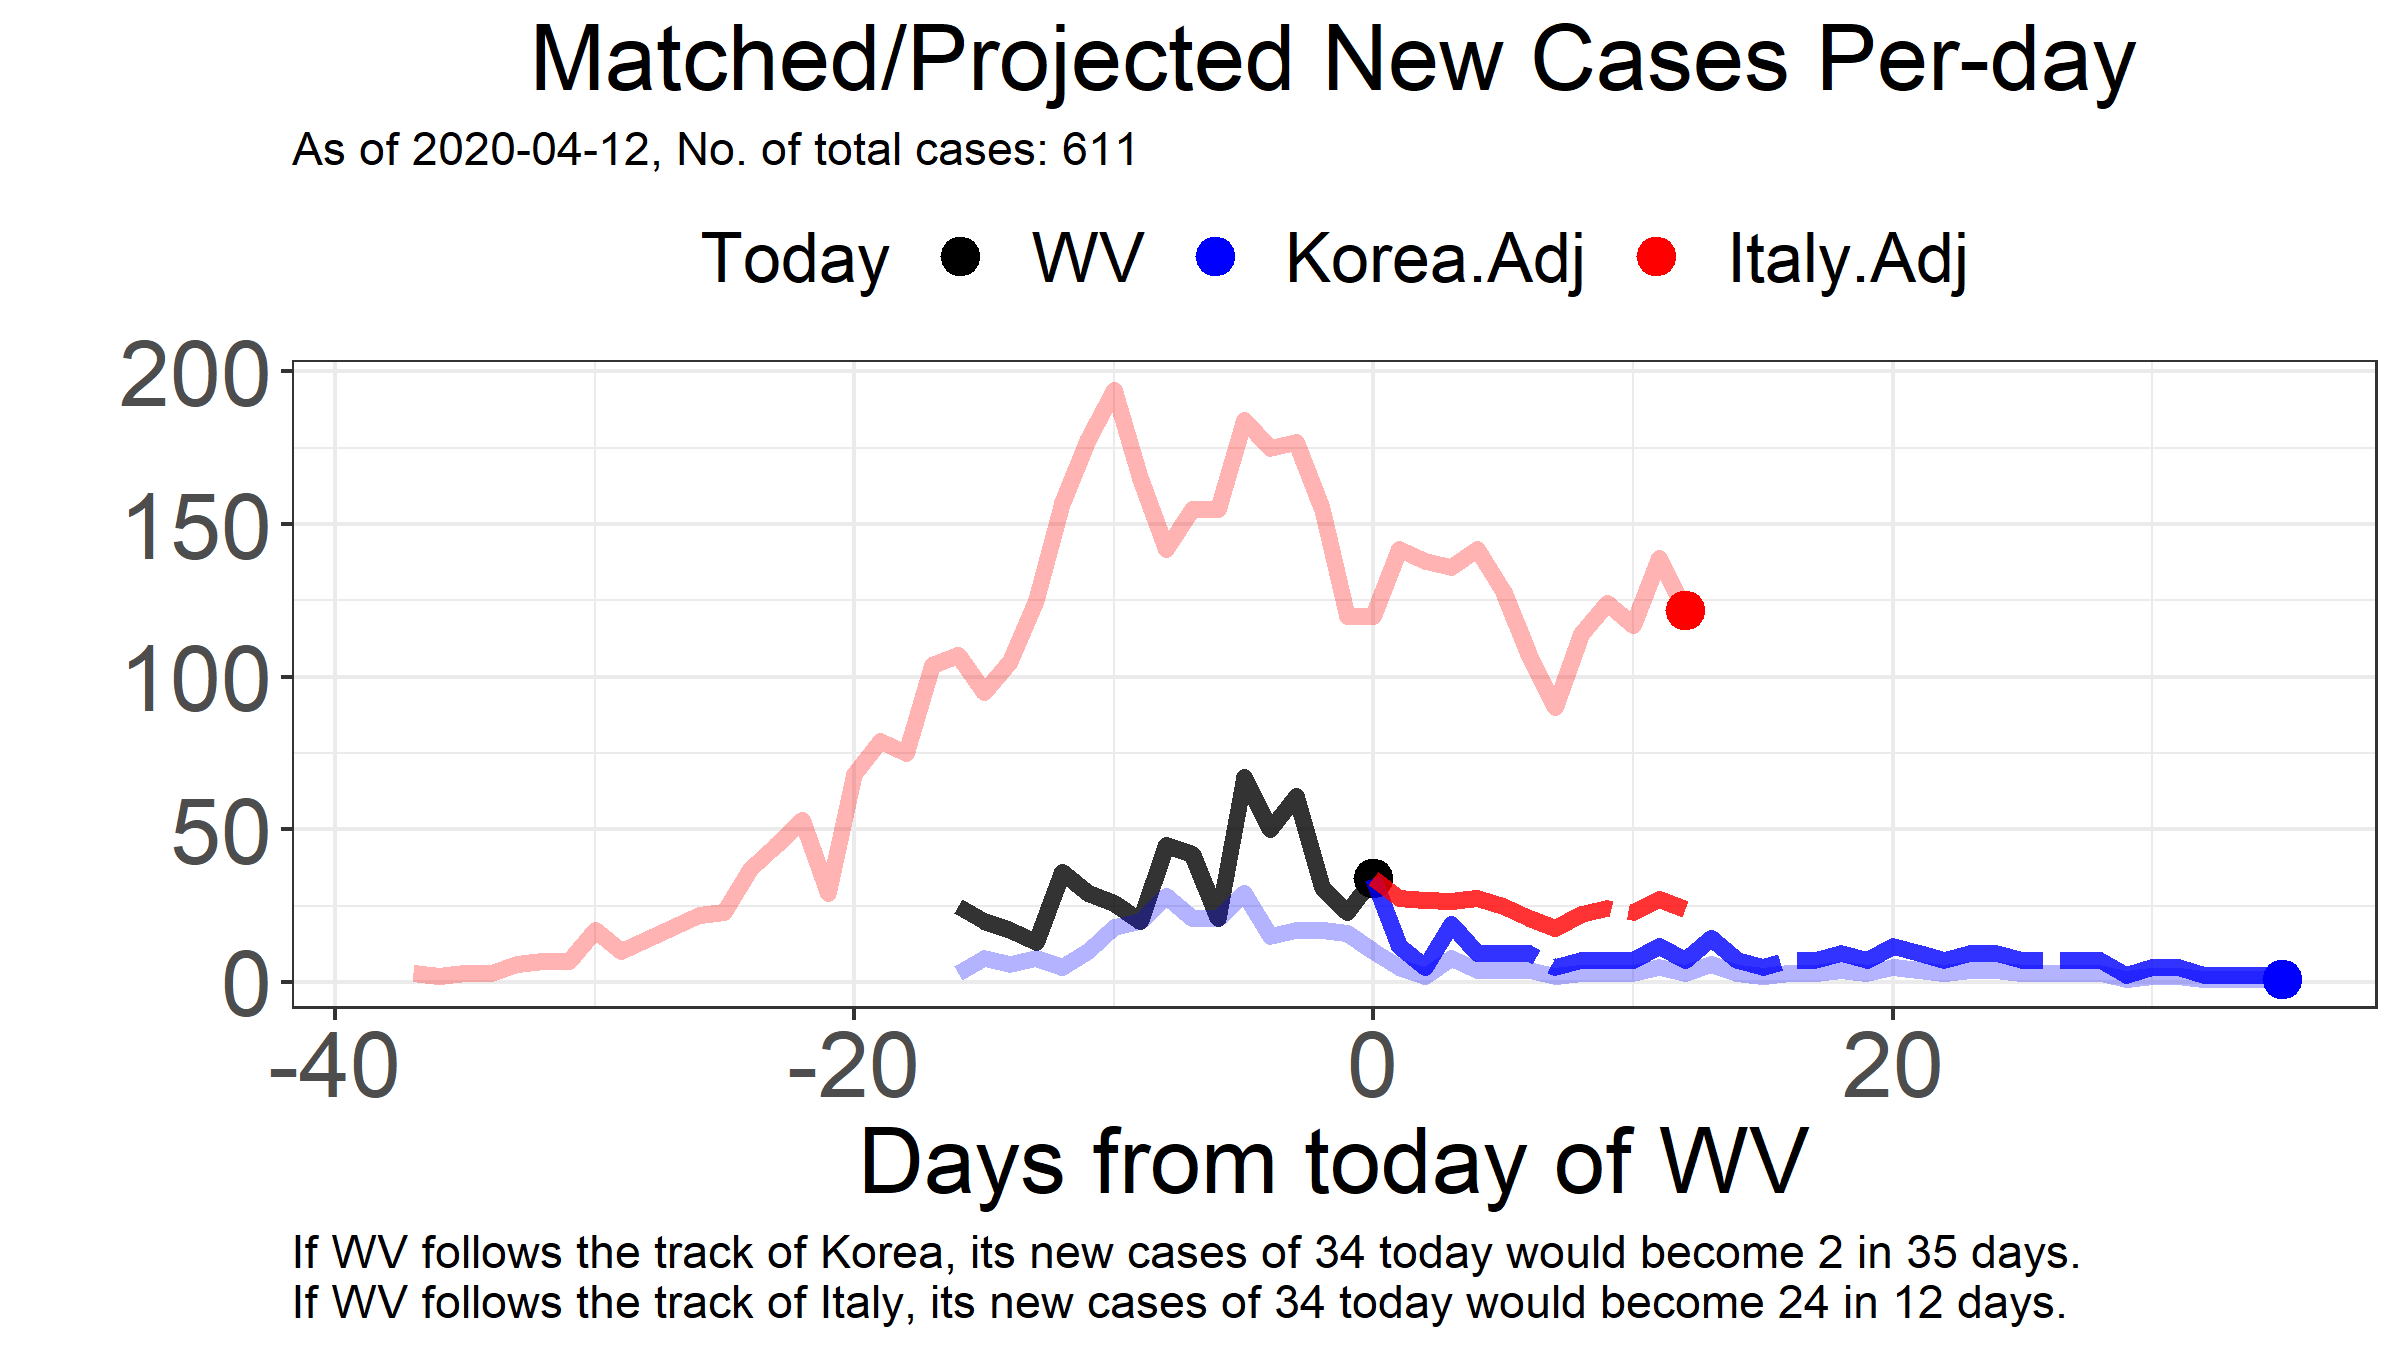 Matched/Projected New Cases Per-day
As of 2020-04-12, No. of total cases: 611
Today WV Korea.Adj Italy.Adj
200
150
100
50
0
-40 -20 0 20
Days from today of WV
If WV follows the track of Korea, its new cases of 34 today would become 2 in 35 days.
If WV follows the track of Italy, its new cases of 34 today would become 24 in 12 days.